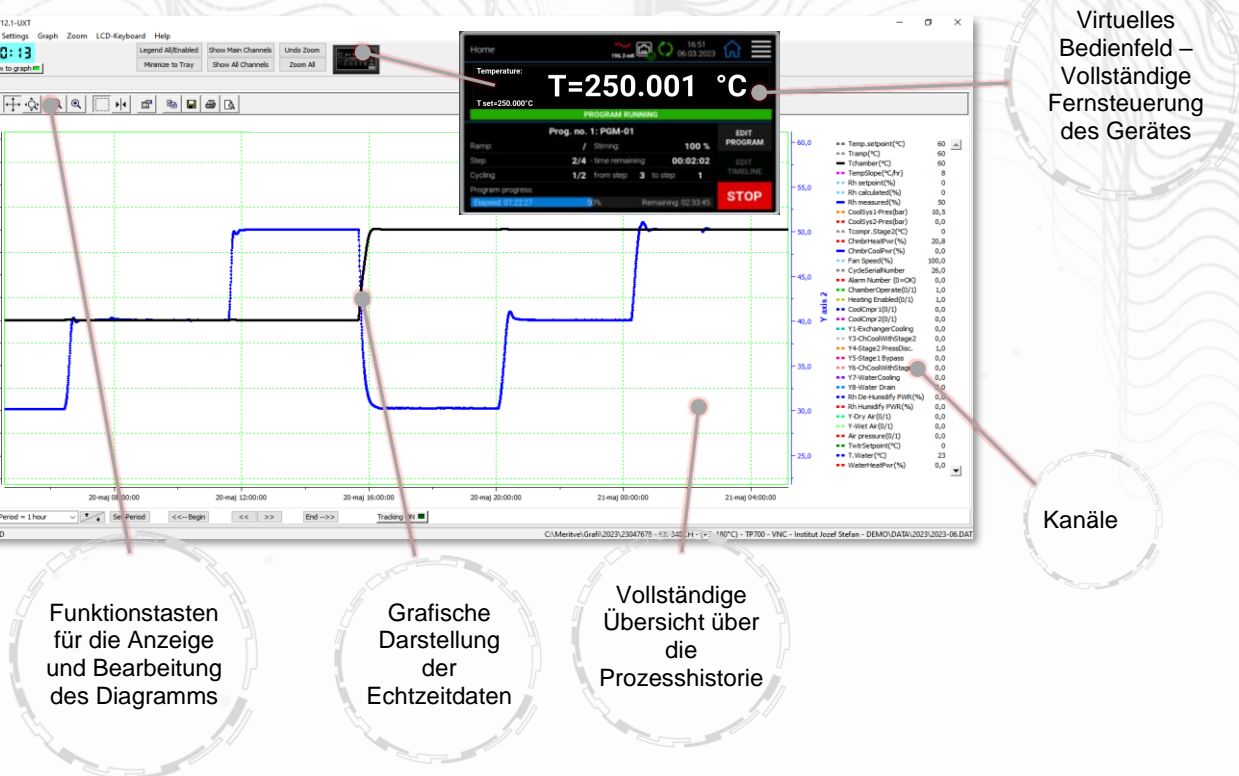 12.1-UXT
Settings Graph Zoom LCD-Keyboard Help
0:13
Legend All/Enabled Show Main Channels Undo Zoom
Minimize to Tray Show All Channels Zoom All
w to graph
Home
196.3 mK
16:51
06.03.2023
Temperature:
T=250.001 °C
T set=250.000°C
PROGRAM RUNNING
Prog. no. 1: PGM-01
EDIT
PROGRAM
Ramp: / Stirring: 100 %
Step: 2/4 - time remaining: 00:02:02
EDIT
TIMELINE
Cycling: 1/2 from step: 3 to step: 1
Program progress:
STOP
Elapsed: 01:22:27 50% Remaining: 02:33:45
Virtuelles
Bedienfeld –
Vollständige
Fernsteuerung
des Gerätes
60,0
55,0
50,0
45,0
40,0
35,0
30,0
25,0
Y axis 2
Temp.setpoint(°C) 60
Tramp(°C) 60
Tchamber(°C) 60
TempSlope(°C/hr) 8
Rh setpoint(%) 0
Rh calculated(%) 0
Rh measured(%) 50
CoolSys1-Pres(bar) 10,5
CoolSys2-Pres(bar) 0,0
Tcompr.Stage2(°C) 0
ChmbrHeatPwr(%) 20,8
ChmbrCoolPwr(%) 0,0
Fan Speed(%) 100,0
CycleSerialNumber 26,0
Alarm Number (0=OK) 0,0
ChamberOperate(0/1) 1,0
Heating Enabled(0/1) 1,0
CoolCmpr1(0/1) 0,0
CoolCmpr2(0/1) 0,0
Y1-ExchangerCooling 0,0
Y3-ChCoolWithStage2 0,0
Y4-Stage2 PressDisc. 1,0
Y5-Stage1 Bypass 0,0
Y6-ChCoolWithStage 0,0
Y7-WaterCooling 0,0
Y8-Water Drain 0,0
Rh De-Humidify PWR(%) 0,0
Rh Humidify PWR(%) 0,0
Y-Dry Air(0/1) 0,0
Y-Wet Air(0/1) 0,0
Air pressure(0/1) 0,0
TwtrSetpoint(°C) 0
T.Water(°C) 23
WaterHeatPwr(%) 0,0
20-maj 08:00:00 20-maj 12:00:00 20-maj 16:00:00 20-maj 20:00:00 21-maj 00:00:00 21-maj 04:00:00
Period = 1 hour Set Period <<-- Begin << >> End -->> Tracking ON
Kanäle
Funktionstasten
für die Anzeige
und Bearbeitung
des Diagramms
Grafische
Darstellung
der
Echtzeitdaten
Vollständige
Übersicht über
die
Prozesshistorie